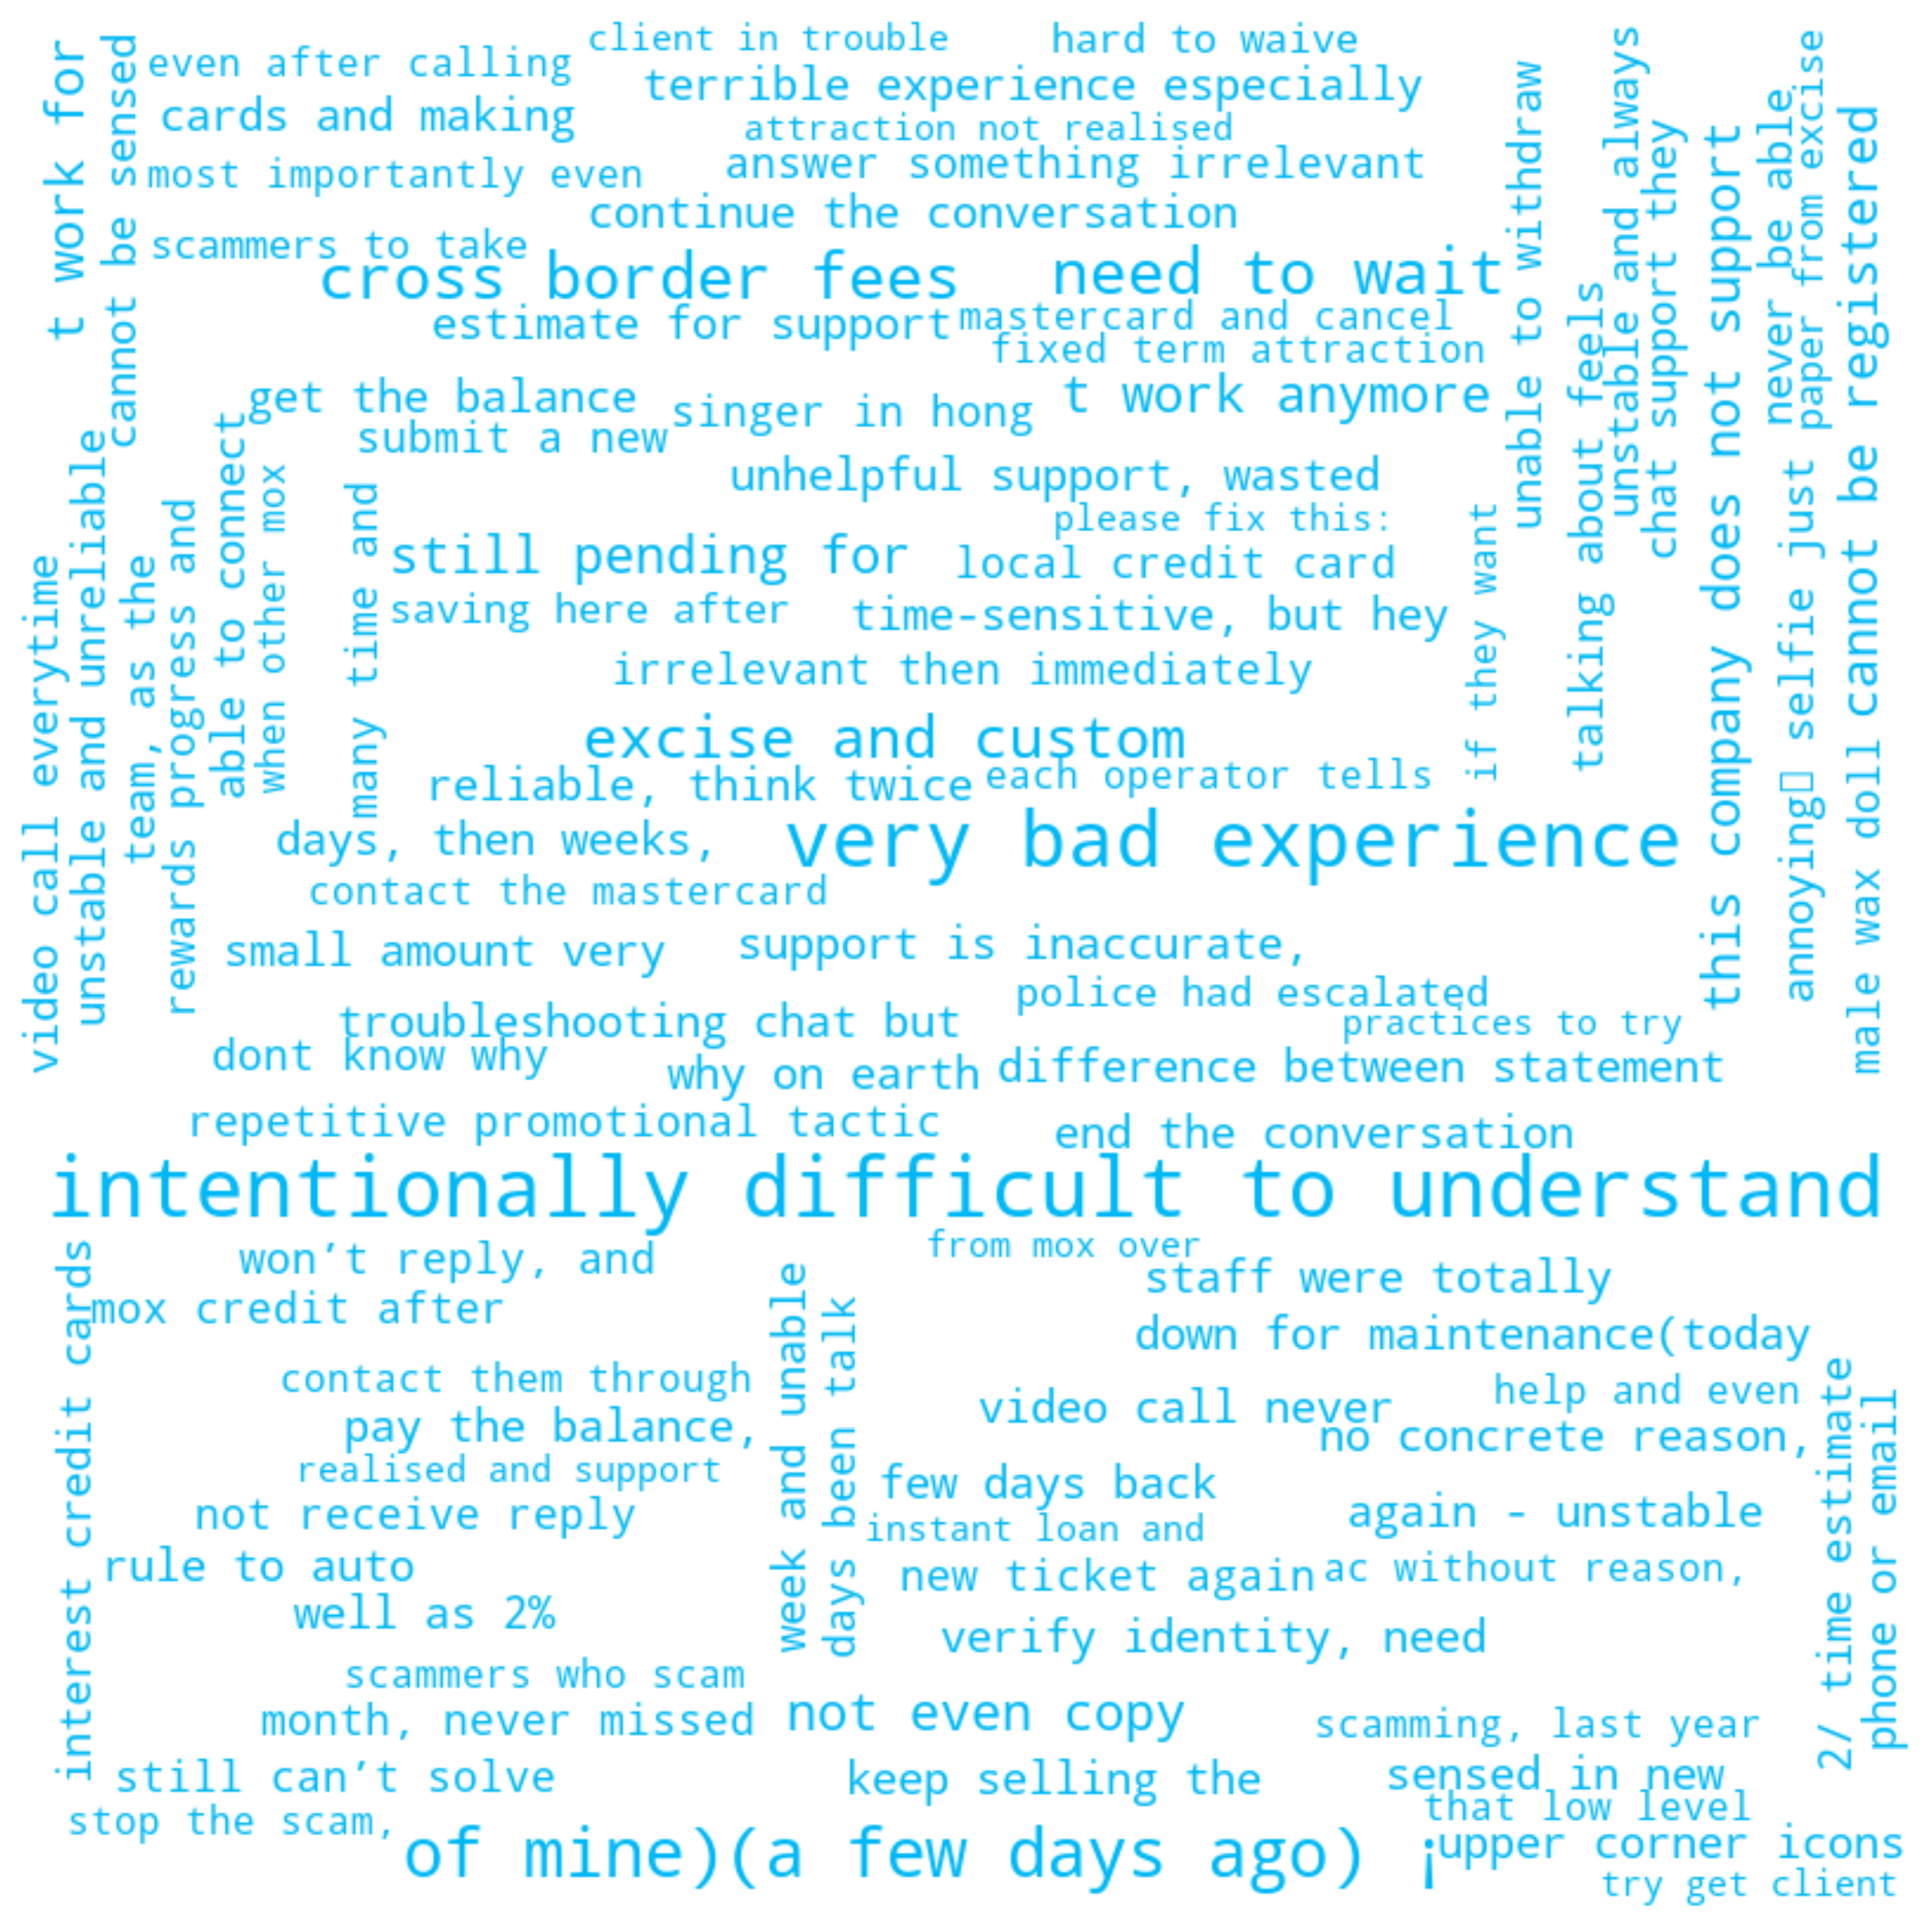 client in trouble
hard to waive
even after calling
terrible experience especially
cards and making
attraction not realised
answer something irrelevant
most importantly even
continue the conversation
scammers to take
cross border fees
need to wait
estimate for support
mastercard and cancel
fixed term attraction
get the balance
singer in hong
t work anymore
submit a new
unhelpful support, wasted
please fix this:
still pending for
local credit card
saving here after
time-sensitive, but hey
irrelevant then immediately
excise and custom
reliable, think twice
each operator tells
days, then weeks,
very bad experience
contact the mastercard
small amount very
support is inaccurate,
police had escalated
troubleshooting chat but
practices to try
dont know why
why on earth
difference between statement
repetitive promotional tactic
end the conversation
intentionally difficult to understand
won’t reply, and
from mox over
staff were totally
mox credit after
down for maintenance(today
contact them through
help and even
video call never
pay the balance,
no concrete reason,
realised and support
few days back
not receive reply
again - unstable
instant loan and
rule to auto
new ticket again
ac without reason,
well as 2%
verify identity, need
scammers who scam
month, never missed
not even copy
scamming, last year
still can’t solve
keep selling the
sensed in new
that low level
stop the scam,
of mine)(a few days ago) ¡
upper corner icons
try get client
t work for
cannot be sensed
video call everytime
unstable and unreliable
team, as the
rewards progress and
able to connect
when other mox
many time and
if they want
unable to withdraw
talking about feels
unstable and always
chat support they
this company does not support
never be able
paper from excise
annoying selfie just
cannot be registered
male wax doll
interest credit cards
week and unable
days been talk
2/ time estimate
phone or email